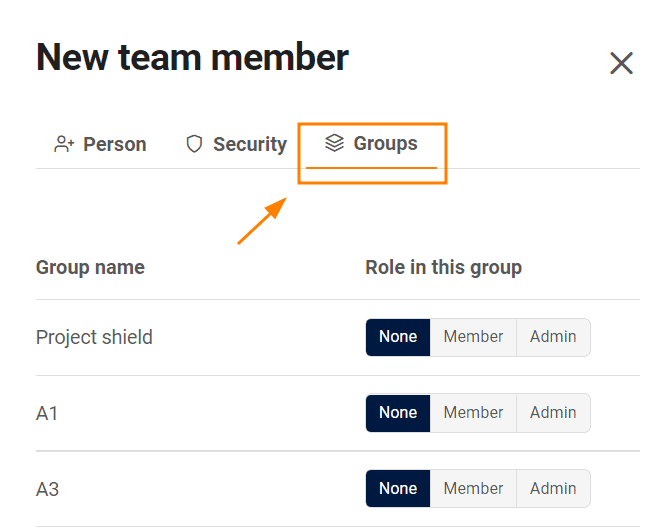 New team member
Person Security Groups
Group name Role in this group
Project shield None Member Admin
A1 None Member Admin
A3 None Member Admin